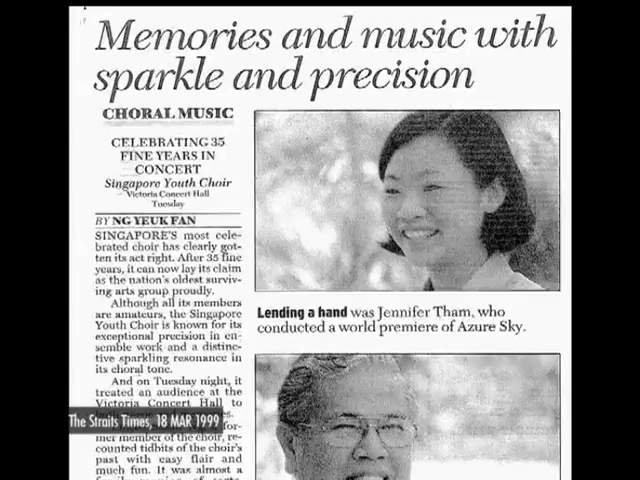 Memories and music with
sparkle and precision
CHORAL MUSIC
CELEBRATING 35
FINE YEARS IN
CONCERT
Singapore Youth Choir
Victoria Concert Hall
Tuesday
BY NG YEUK FAN
SINGAPORE'S most cele-
brated choir has clearly got-
ten its act right. After 35 fine
years, it can now lay its claim
as the nation's oldest surviv-
ing arts group proudly.
Although all its members
are amateurs, the Singapore
Youth Choir is known for its
exceptional precision in en-
semble work and a distinc-
tive sparkling resonance in
its choral tone.
And on Tuesday night, it
treated an audience at the
Victoria Concert Hall to
The Straits Times, 18 MAR 1999
mer member of the choir, re-
counted tidbits of the choir's
past with easy flair and
much fun. It was almost a
Lending a hand was Jennifer Tham, who
conducted a world premiere of Azure Sky.